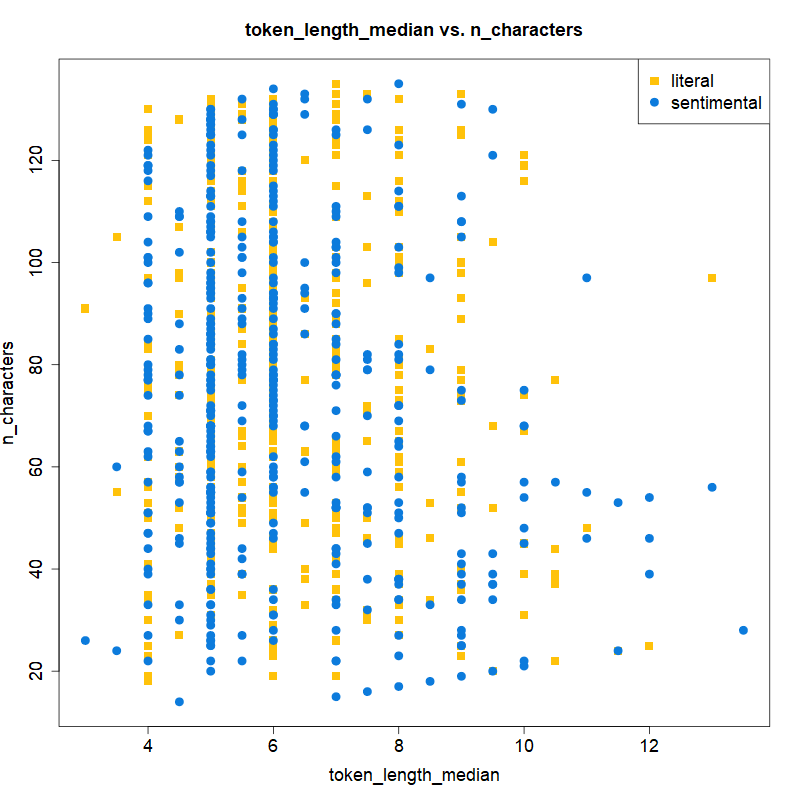 token_length_median vs. n_characters
literal
sentimental
n_characters
120
100
80
60
40
20
4 6 8 10 12
token_length_median